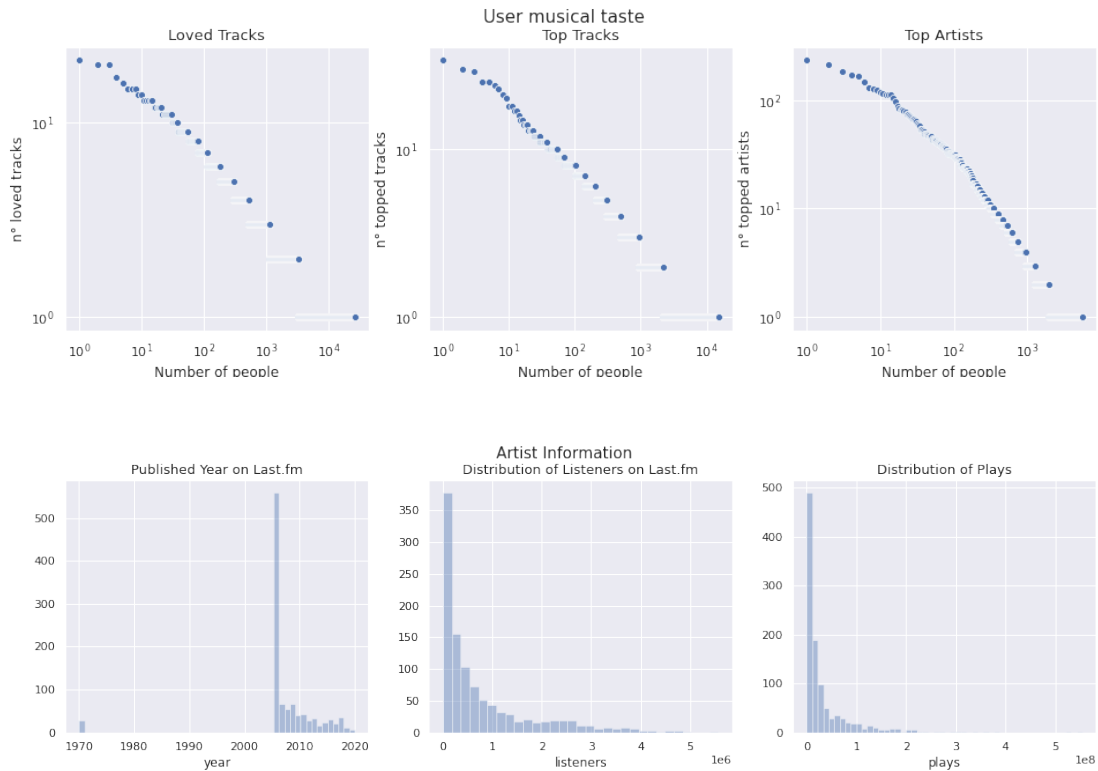 User musical taste
Loved Tracks
Top Tracks
Top Artists
n° loved tracks
10¹
10⁰
10⁰ 10¹ 10² 10³ 10⁴
Number of people
n° topped tracks
10¹
10⁰
10⁰ 10¹ 10² 10³ 10⁴
Number of people
n° topped artists
10²
10¹
10⁰
10⁰ 10¹ 10² 10³
Number of people
Artist Information
Published Year on Last.fm
Distribution of Listeners on Last.fm
Distribution of Plays
500
400
300
200
100
0
1970 1980 1990 2000 2010 2020
year
350
300
250
200
150
100
50
0
0 1 2 3 4 5
1e6
listeners
500
400
300
200
100
0
0 1 2 3 4 5
1e8
plays